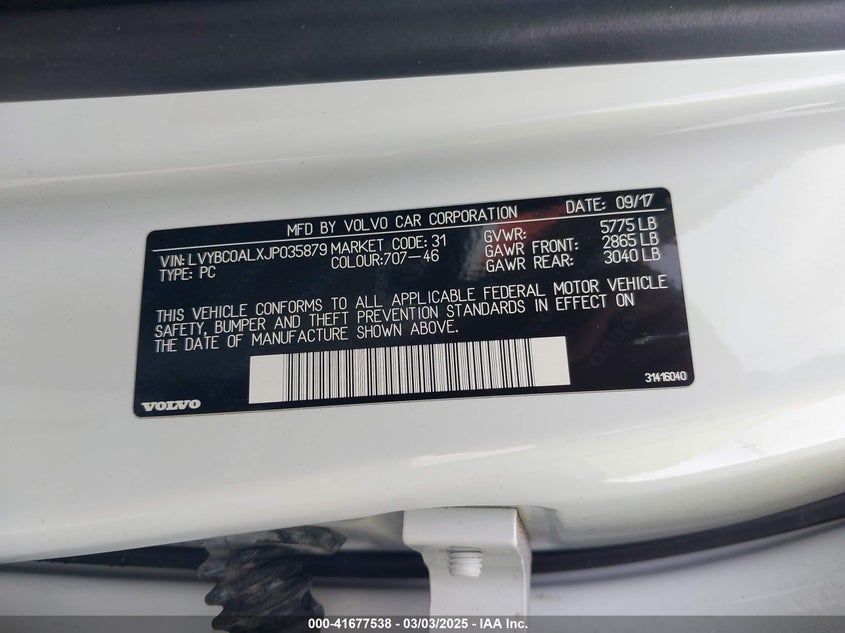 MFD BY VOLVO CAR CORPORATION DATE: 09/17
VIN: LVYBC0ALXJP035879 MARKET CODE: 31 GVWR: 5775 LB
TYPE: PC COLOUR:707-46 GAWR FRONT: 2865 LB
GAWR REAR: 3040 LB
THIS VEHICLE CONFORMS TO ALL APPLICABLE FEDERAL MOTOR VEHICLE
SAFETY, BUMPER AND THEFT PREVENTION STANDARDS IN EFFECT ON
THE DATE OF MANUFACTURE SHOWN ABOVE.
VOLVO 31416040
000-41677538 - 03/03/2025 - IAA Inc.